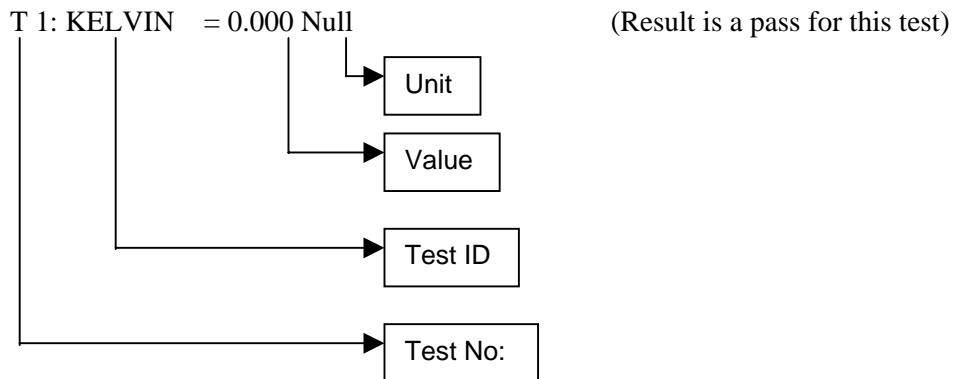 T 1: KELVIN = 0.000 Null (Result is a pass for this test)
Unit
Value
Test ID
Test No: